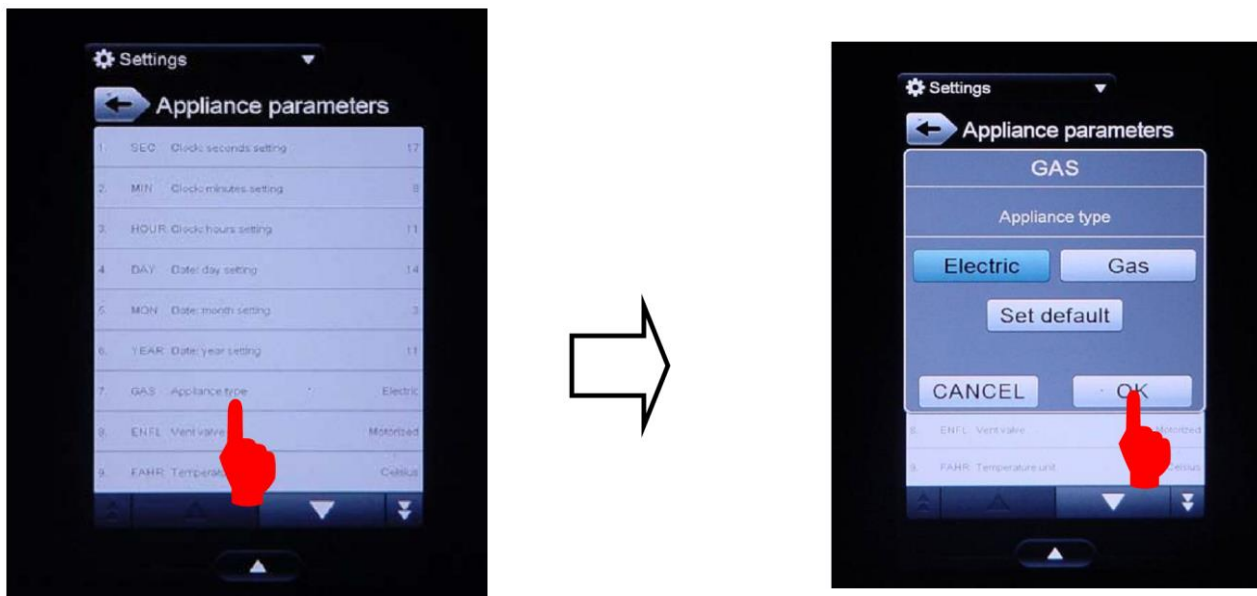 Settings
Appliance parameters
1. SEC Clock: seconds setting 17
2. MIN Clock: minutes setting 9
3. HOUR Clock: hours setting 11
4. DAY Date: day setting 14
5. MON Date: month setting 3
6. YEAR Date: year setting 11
7. GAS Appliance type Electric
8. ENFL Vent valve Motorized
9. FAHR Celsius
Settings
Appliance parameters
GAS
Appliance type
Electric Gas
Set default
CANCEL OK
8. ENFL Vent valve Motorized
9. FAHR Temperature unit Celsius